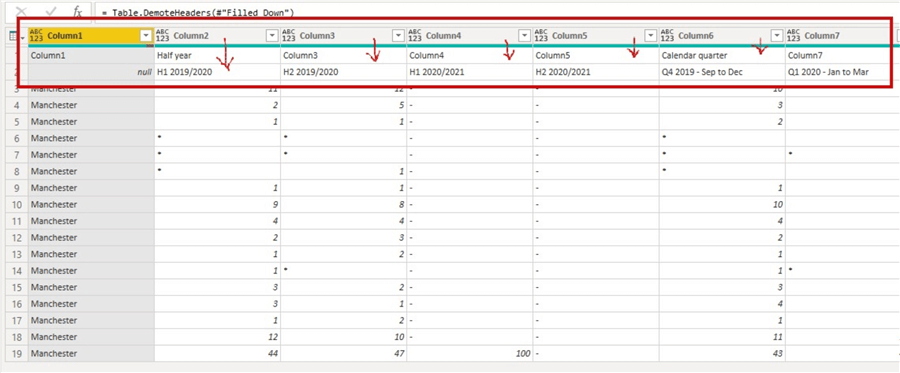 fx = Table.DemoteHeaders(#"Filled Down")
ABC 123 Column1 ABC 123 Column2 ABC 123 Column3 ABC 123 Column4 ABC 123 Column5 ABC 123 Column6 ABC 123 Column7
Column1 Half year Column3 Column4 Column5 Calendar quarter Column7
null H1 2019/2020 H2 2019/2020 H1 2020/2021 H2 2020/2021 Q4 2019 - Sep to Dec Q1 2020 - Jan to Mar
3 Manchester 11 12 - - 10
4 Manchester 2 5 - - 3
5 Manchester 1 1 - - 2
6 Manchester * * - - *
7 Manchester * * - - * *
8 Manchester * 1 - - *
9 Manchester 1 1 - - 1
10 Manchester 9 8 - - 10
11 Manchester 4 4 - - 4
12 Manchester 2 3 - - 2
13 Manchester 1 2 - - 1
14 Manchester 1 * - - 1 *
15 Manchester 3 2 - - 3
16 Manchester 3 1 - - 4
17 Manchester 1 2 - - 1
18 Manchester 12 10 - - 11
19 Manchester 44 47 100 - 43